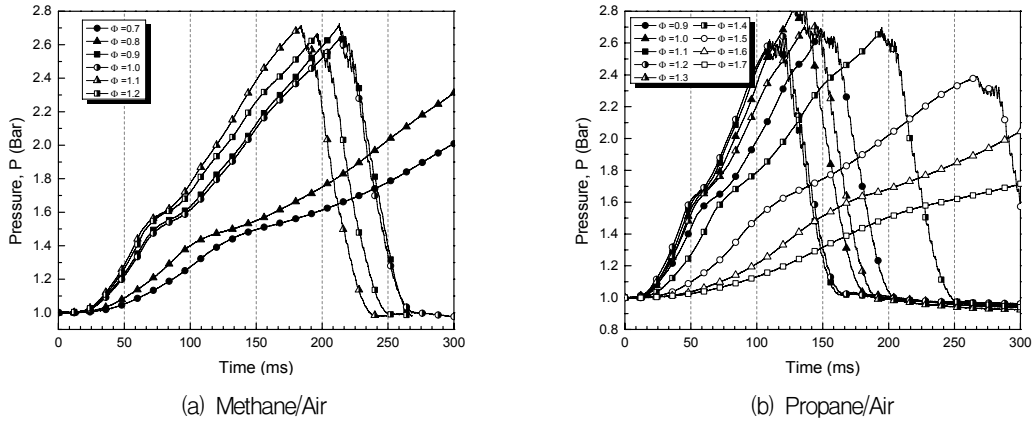 2.8
2.6
2.4
2.2
2.0
1.8
1.6
1.4
1.2
1.0
Pressure, P (Bar)
Φ =0.7
Φ =0.8
Φ =0.9
Φ =1.0
Φ =1.1
Φ =1.2
0 50 100 150 200 250 300
Time (ms)
(a) Methane/Air
2.8
2.6
2.4
2.2
2.0
1.8
1.6
1.4
1.2
1.0
0.8
Pressure, P (Bar)
Φ =0.9 Φ =1.4
Φ =1.0 Φ =1.5
Φ =1.1 Φ =1.6
Φ =1.2 Φ =1.7
Φ =1.3
0 50 100 150 200 250 300
Time (ms)
(b) Propane/Air